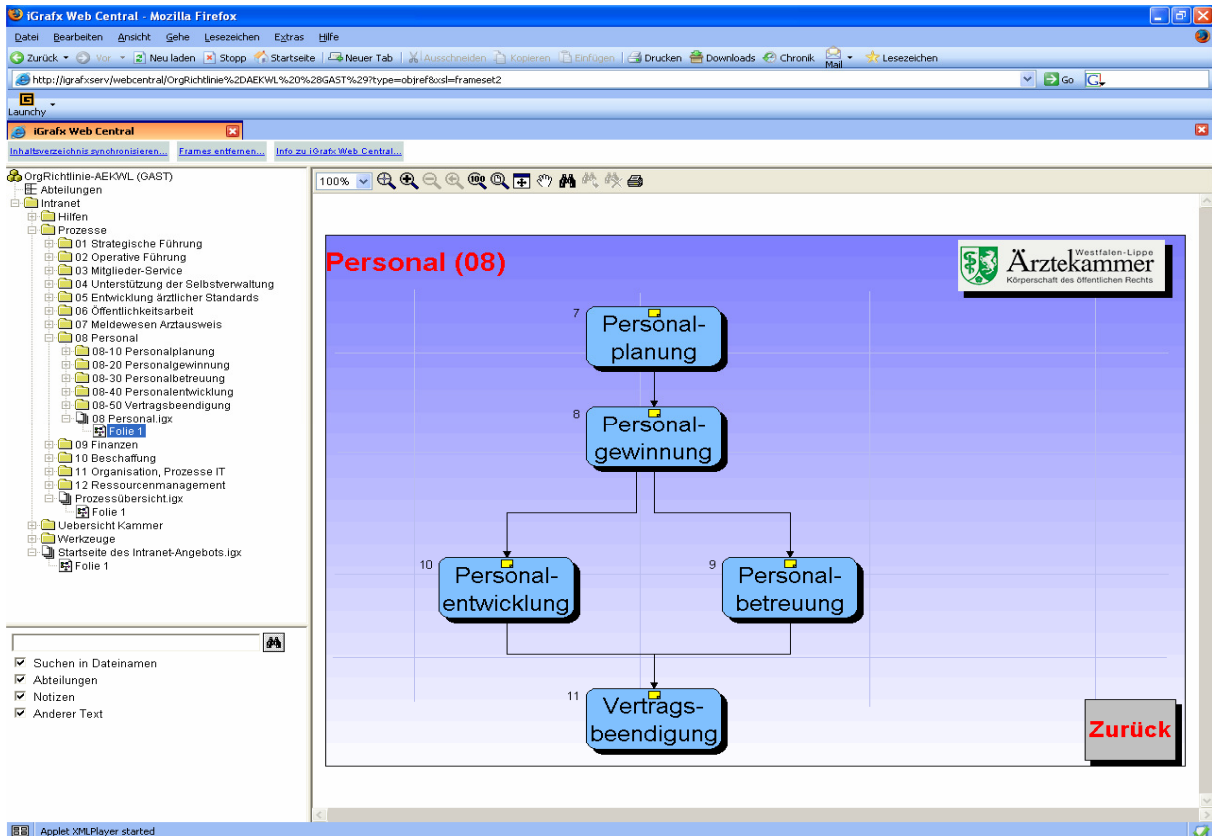 iGrafx Web Central - Mozilla Firefox
Datei Bearbeiten Ansicht Gehe Lesezeichen Extras Hilfe
Zurück Vor Neu laden Stopp Startseite Neuer Tab Ausschneiden Kopieren Einfügen Drucken Downloads Chronik Mail Lesezeichen
http://igrafxserv/webcentral/OrgRichtlinie%2DAEKWL%20%28GAST%29?type=objref&xsl=frameset2
Go
G
Launchy
iGrafx Web Central
Inhaltsverzeichnis synchronisieren... Frames entfernen... Info zu iGrafx Web Central...
OrgRichtlinie-AEKWL (GAST)
Abteilungen
Intranet
Hilfen
Prozesse
01 Strategische Führung
02 Operative Führung
03 Mitglieder-Service
04 Unterstützung der Selbstverwaltung
05 Entwicklung ärztlicher Standards
06 Öffentlichkeitsarbeit
07 Meldewesen Arztausweis
08 Personal
08-10 Personalplanung
08-20 Personalgewinnung
08-30 Personalbetreuung
08-40 Personalentwicklung
08-50 Vertragsbeendigung
08 Personal.igx
Folie 1
09 Finanzen
10 Beschaffung
11 Organisation, Prozesse IT
12 Ressourcenmanagement
Prozessübersicht.igx
Folie 1
Uebersicht Kammer
Werkzeuge
Startseite des Intranet-Angebots.igx
Folie 1
Suchen in Dateinamen
Abteilungen
Notizen
Anderer Text
100%
100
Personal (08)
Westfalen-Lippe
Ärztekammer
Körperschaft des öffentlichen Rechts
7
Personal-
planung
8
Personal-
gewinnung
10
Personal-
entwicklung
9
Personal-
betreuung
11
Vertrags-
beendigung
Zurück
Applet XMLPlayer started